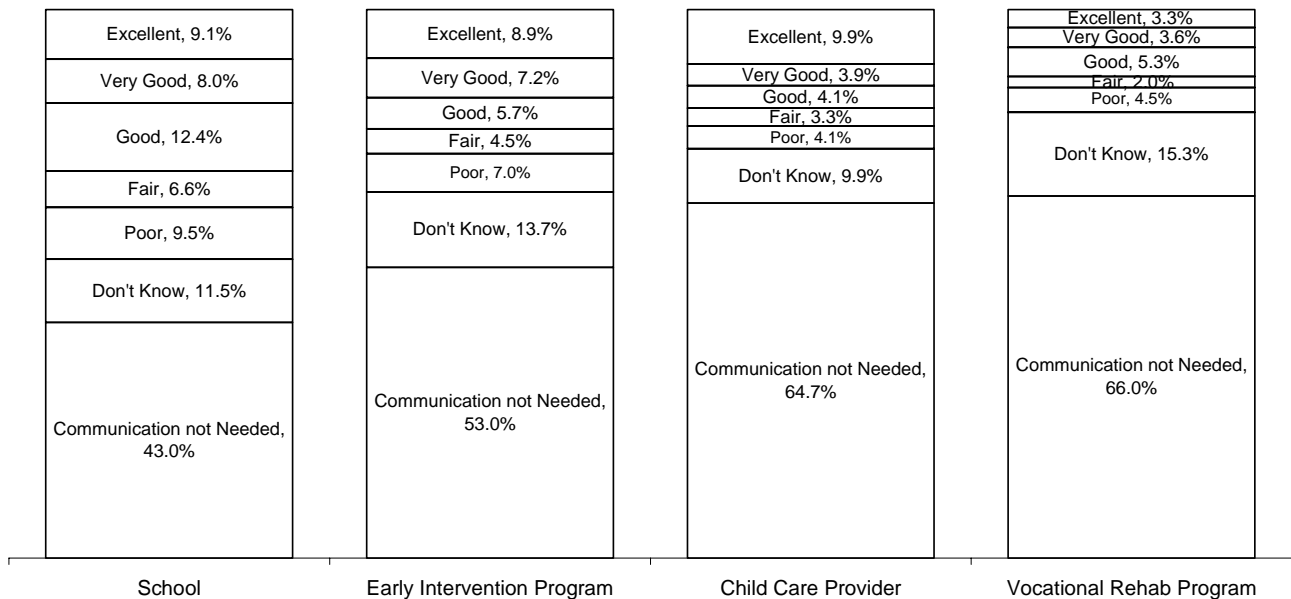 Excellent, 9.1%
Very Good, 8.0%
Good, 12.4%
Fair, 6.6%
Poor, 9.5%
Don't Know, 11.5%
Communication not Needed,
43.0%
School
Excellent, 8.9%
Very Good, 7.2%
Good, 5.7%
Fair, 4.5%
Poor, 7.0%
Don't Know, 13.7%
Communication not Needed,
53.0%
Early Intervention Program
Excellent, 9.9%
Very Good, 3.9%
Good, 4.1%
Fair, 3.3%
Poor, 4.1%
Don't Know, 9.9%
Communication not Needed,
64.7%
Child Care Provider
Excellent, 3.3%
Very Good, 3.6%
Good, 5.3%
Fair, 2.0%
Poor, 4.5%
Don't Know, 15.3%
Communication not Needed,
66.0%
Vocational Rehab Program